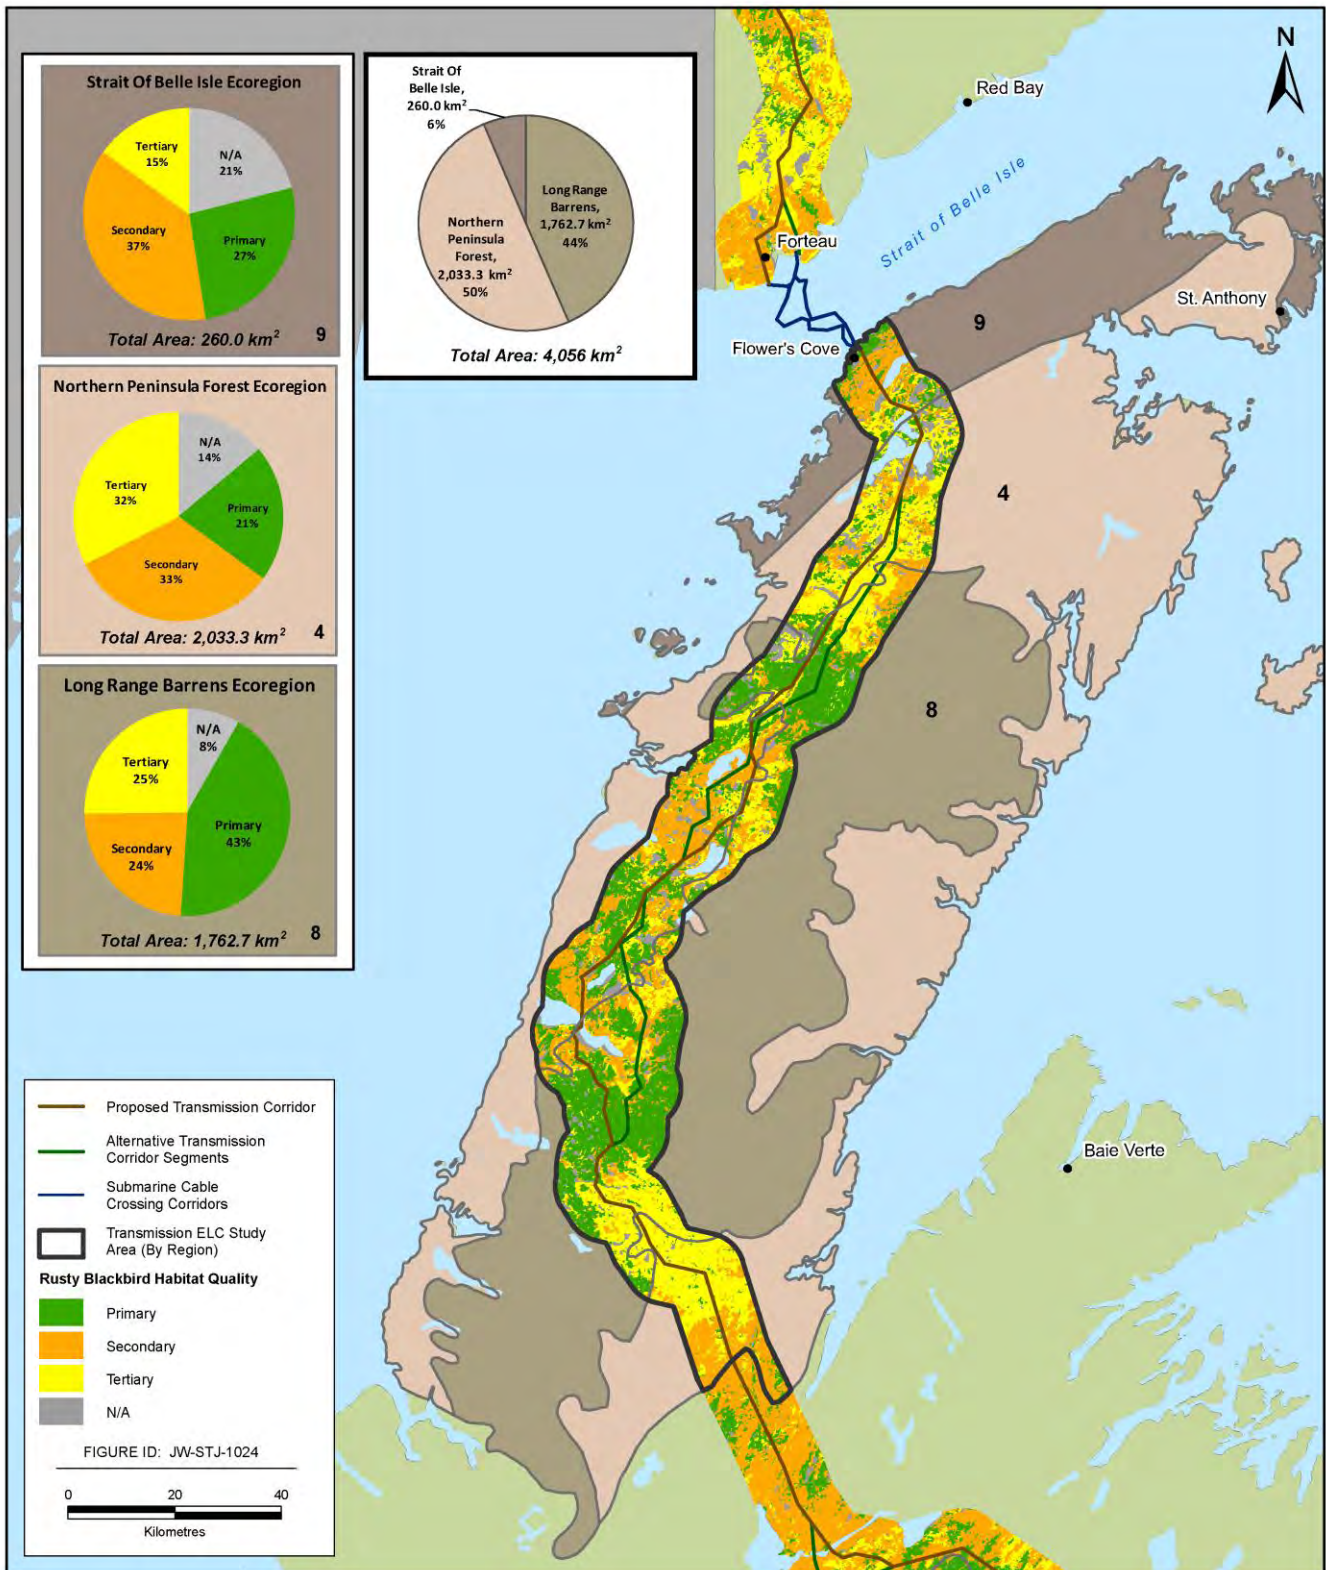 Strait Of Belle Isle Ecoregion
N/A
21%
Primary
27%
Secondary
37%
Tertiary
15%
Total Area: 260.0 km²
9
Northern Peninsula Forest Ecoregion
N/A
14%
Primary
21%
Secondary
33%
Tertiary
32%
Total Area: 2,033.3 km²
4
Long Range Barrens Ecoregion
N/A
8%
Primary
43%
Secondary
24%
Tertiary
25%
Total Area: 1,762.7 km²
8
Strait Of
Belle Isle,
260.0 km²
6%
Long Range
Barrens,
1,762.7 km²
44%
Northern
Peninsula
Forest,
2,033.3 km²
50%
Total Area: 4,056 km²
N
Red Bay
Strait of Belle Isle
Forteau
St. Anthony
Flower's Cove
9
4
8
Baie Verte
Proposed Transmission Corridor
Alternative Transmission
Corridor Segments
Submarine Cable
Crossing Corridors
Transmission ELC Study
Area (By Region)
Rusty Blackbird Habitat Quality
Primary
Secondary
Tertiary
N/A
FIGURE ID: JW-STJ-1024
0 20 40
Kilometres